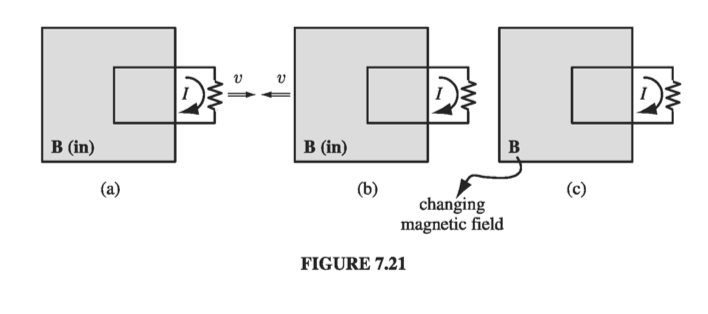 v v
I I I
B (in) B (in) B
(a) (b) (c)
changing
magnetic field
FIGURE 7.21